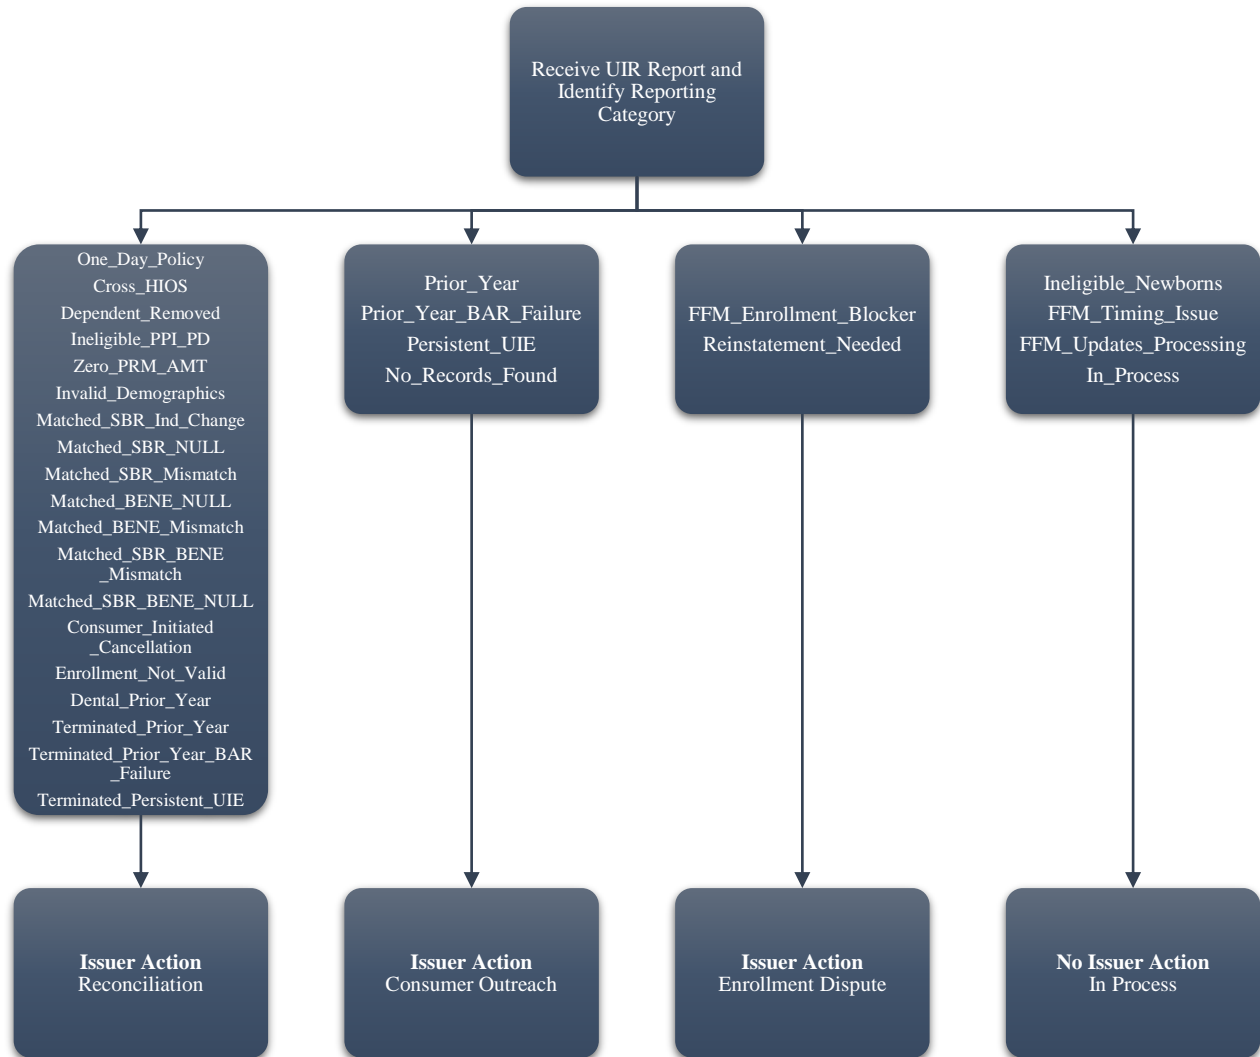 Receive UIR Report and
Identify Reporting
Category
One_Day_Policy
Cross_HIOS
Dependent_Removed
Ineligible_PPI_PD
Zero_PRM_AMT
Invalid_Demographics
Matched_SBR_Ind_Change
Matched_SBR_NULL
Matched_SBR_Mismatch
Matched_BENE_NULL
Matched_BENE_Mismatch
Matched_SBR_BENE
_Mismatch
Matched_SBR_BENE_NULL
Consumer_Initiated
_Cancellation
Enrollment_Not_Valid
Dental_Prior_Year
Terminated_Prior_Year
Terminated_Prior_Year_BAR
_Failure
Terminated_Persistent_UIE
Prior_Year
Prior_Year_BAR_Failure
Persistent_UIE
No_Records_Found
FFM_Enrollment_Blocker
Reinstatement_Needed
Ineligible_Newborns
FFM_Timing_Issue
FFM_Updates_Processing
In_Process
Issuer Action
Reconciliation
Issuer Action
Consumer Outreach
Issuer Action
Enrollment Dispute
No Issuer Action
In Process